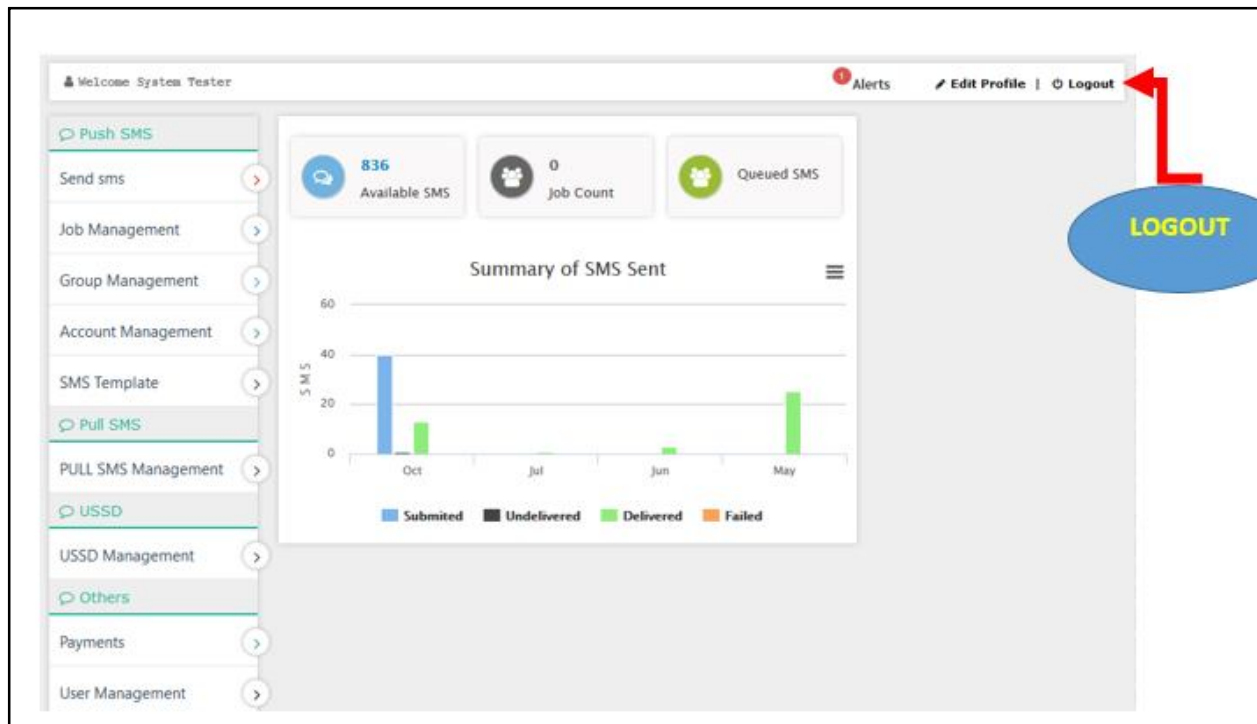 Welcome System Tester
1
Alerts
Edit Profile | Logout
Push SMS
Send sms
Job Management
Group Management
Account Management
SMS Template
Pull SMS
PULL SMS Management
USSD
USSD Management
Others
Payments
User Management
836
Available SMS
0
Job Count
Queued SMS
Summary of SMS Sent
SMS
60
40
20
0
Oct Jul Jun May
Submited Undelivered Delivered Failed
LOGOUT